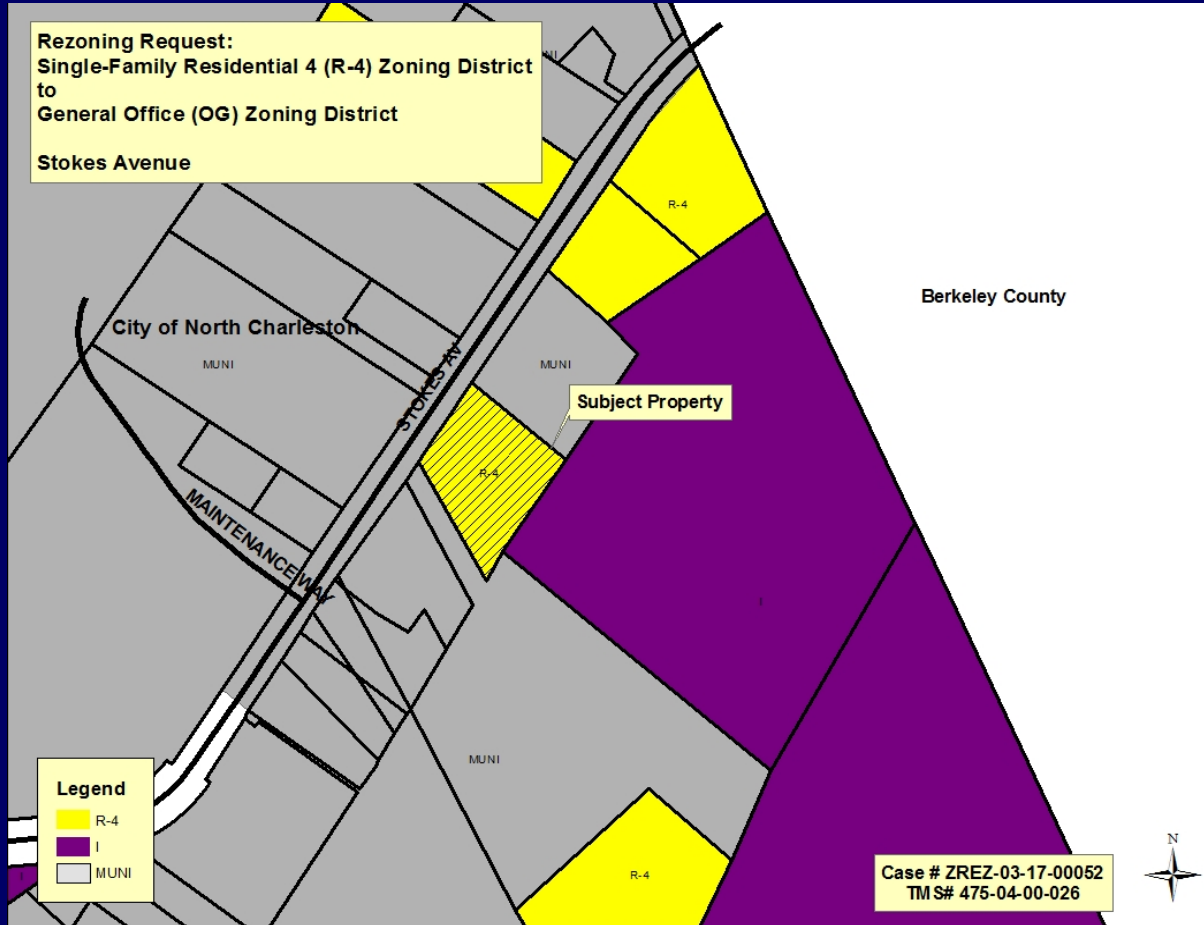 Rezoning Request:
Single-Family Residential 4 (R-4) Zoning District
to
General Office (OG) Zoning District
Stokes Avenue
R-4
Berkeley County
City of North Charleston
MUNI
MUNI
STOKES AV
Subject Property
R-4
MAINTENANCE WAY
I
MUNI
Legend
R-4
I
MUNI
R-4
I
Case # ZREZ-03-17-00052
TMS# 475-04-00-026
N